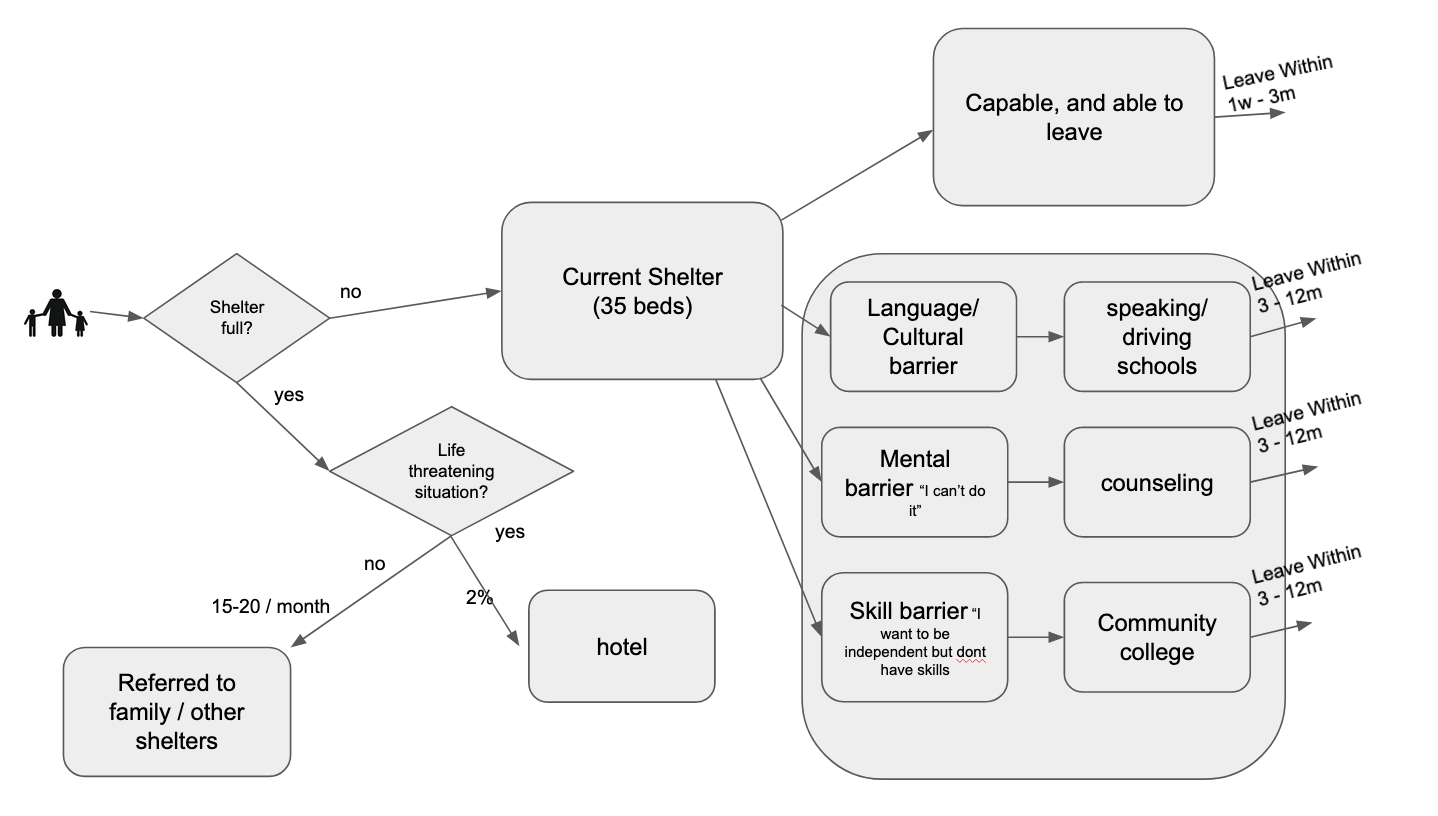 Capable, and able to
leave
Leave Within
1w - 3m
Current Shelter
(35 beds)
Shelter
full?
no
yes
Language/
Cultural
barrier
speaking/
driving
schools
Leave Within
3 - 12m
Life
threatening
situation?
Mental
barrier “I can’t do
it”
counseling
Leave Within
3 - 12m
yes
no
2%
15-20 / month
hotel
Referred to
family / other
shelters
Skill barrier “I
want to be
independent but dont
have skills
Community
college
Leave Within
3 - 12m